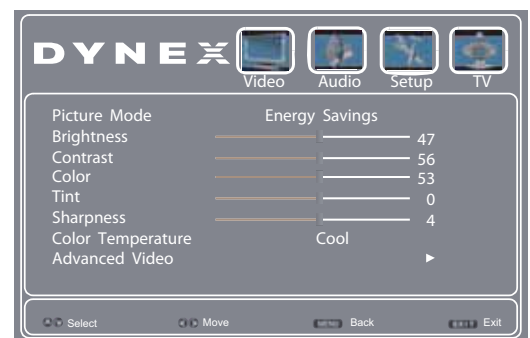 DYNEX
Video Audio Setup TV
Picture Mode Energy Savings
Brightness 47
Contrast 56
Color 53
Tint 0
Sharpness 4
Color Temperature Cool
Advanced Video
Select Move MENU Back EXIT Exit